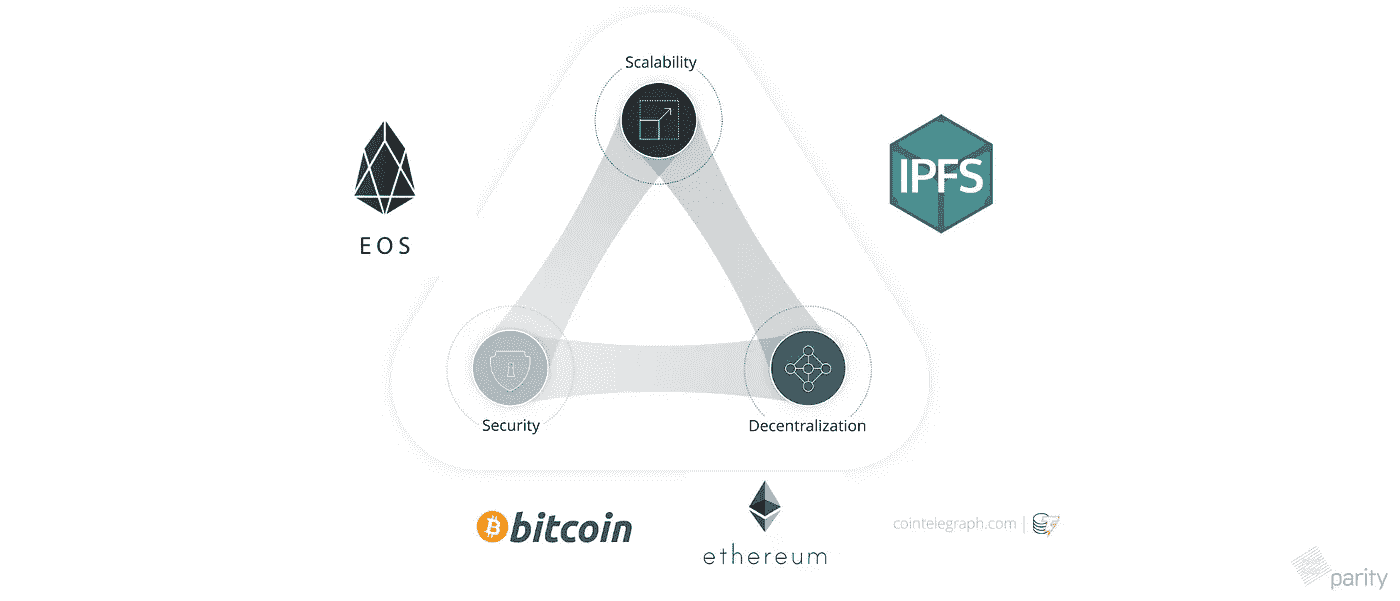 Scalability
EOS
IPFS
Security
Decentralization
bitcoin
ethereum
cointelegraph.com |
parity